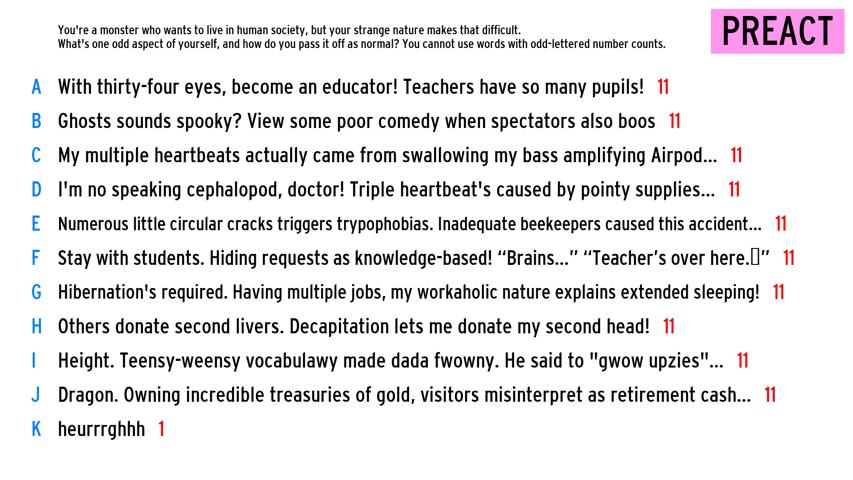 You're a monster who wants to live in human society, but your strange nature makes that difficult.
What's one odd aspect of yourself, and how do you pass it off as normal? You cannot use words with odd-lettered number counts.
PREACT
A With thirty-four eyes, become an educator! Teachers have so many pupils! 11
B Ghosts sounds spooky? View some poor comedy when spectators also boos 11
C My multiple heartbeats actually came from swallowing my bass amplifying Airpod... 11
D I'm no speaking cephalopod, doctor! Triple heartbeat's caused by pointy supplies... 11
E Numerous little circular cracks triggers trypophobias. Inadequate beekeepers caused this accident... 11
F Stay with students. Hiding requests as knowledge-based! “Brains...” “Teacher’s over here.▯” 11
G Hibernation's required. Having multiple jobs, my workaholic nature explains extended sleeping! 11
H Others donate second livers. Decapitation lets me donate my second head! 11
I Height. Teensy-weensy vocabulawy made dada fwowny. He said to "gwow upzies"... 11
J Dragon. Owning incredible treasuries of gold, visitors misinterpret as retirement cash... 11
K heurrrghhh 1